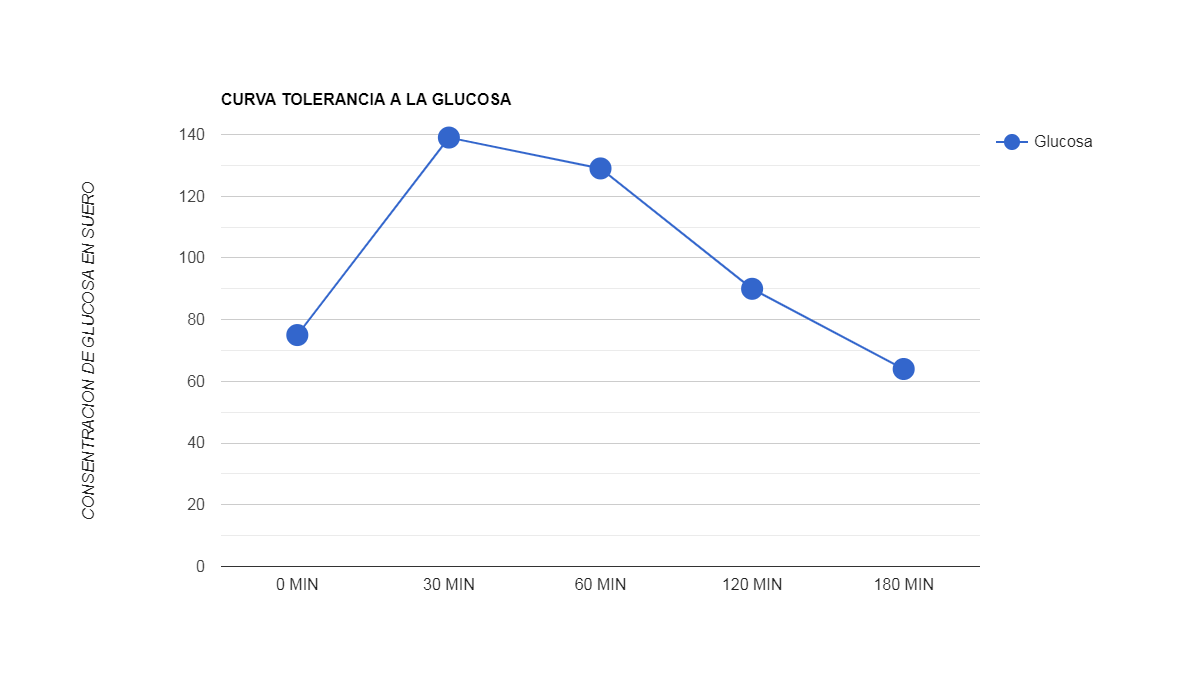 CURVA TOLERANCIA A LA GLUCOSA
Glucosa
CONSENTRACION DE GLUCOSA EN SUERO
140
120
100
80
60
40
20
0
0 MIN
30 MIN
60 MIN
120 MIN
180 MIN